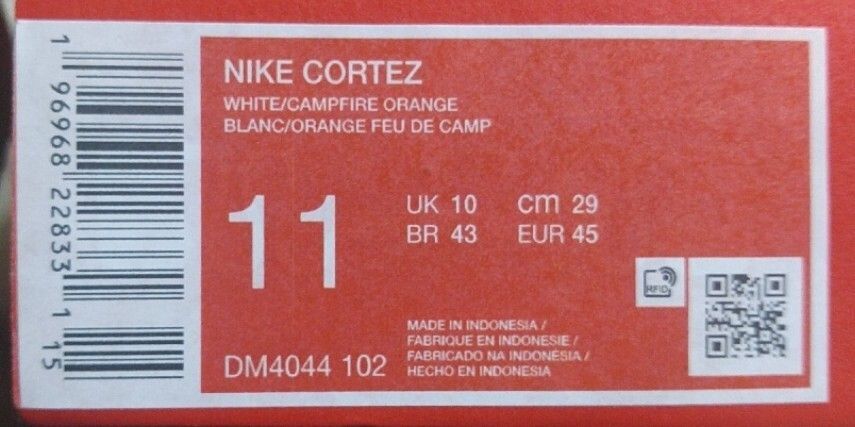 1 96968 22833 1 15
NIKE CORTEZ
WHITE/CAMPFIRE ORANGE
BLANC/ORANGE FEU DE CAMP
11
UK 10 cm 29
BR 43 EUR 45
RFID
MADE IN INDONESIA /
FABRIQUE EN INDONESIE /
FABRICADO NA INDONÉSIA /
HECHO EN INDONESIA
DM4044 102